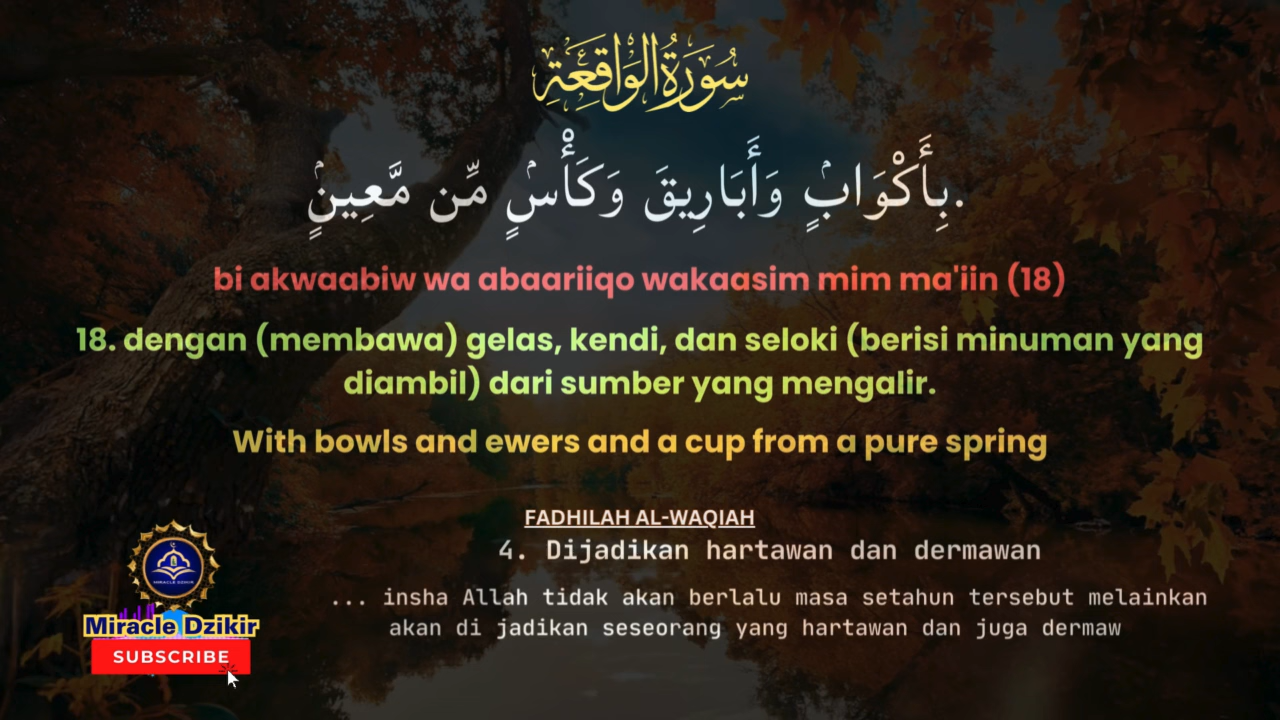 سُورَةُ الْوَاقِعَةِ
بِأَكْوَابٍۢ وَأَبَارِيقَ وَكَأْسٍۢ مِّن مَّعِينٍۢ.
bi akwaabiw wa abaariiqo wakaasim mim ma'iin (18)
18. dengan (membawa) gelas, kendi, dan seloki (berisi minuman yang
diambil) dari sumber yang mengalir.
With bowls and ewers and a cup from a pure spring
FADHILAH AL-WAQIAH
4. Dijadikan hartawan dan dermawan
... insha Allah tidak akan berlalu masa setahun tersebut melainkan
akan di jadikan seseorang yang hartawan dan juga dermaw
MIRACLE DZIKIR
Miracle Dzikir
SUBSCRIBE